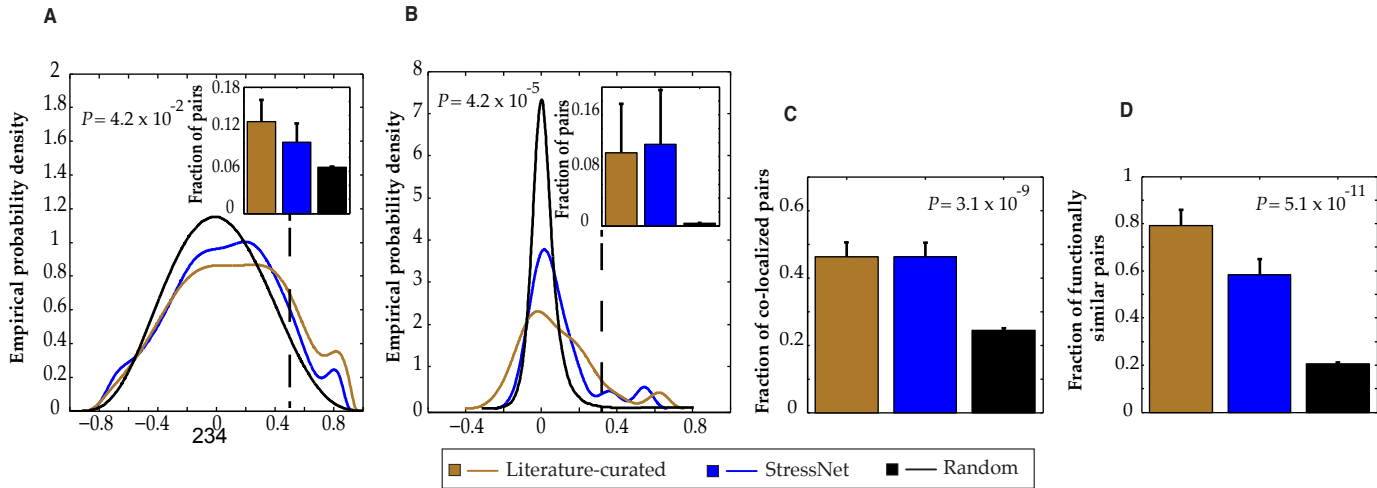 A
Empirical probability density
2
1.8
1.6
1.4
1.2
1
0.8
0.6
0.4
0.2
0
−0.8
−0.4
0
0.4
0.8
234
P = 4.2 x 10^-2
Fraction of pairs
0.18
0.12
0.06
0
B
Empirical probability density
8
7
6
5
4
3
2
1
0
−0.4
0
0.4
0.8
P = 4.2 x 10^-5
Fraction of pairs
0.16
0.08
0
C
Fraction of co-localized pairs
0.6
0.4
0.2
0
P = 3.1 x 10^-9
D
Fraction of functionally
similar pairs
1
0.8
0.6
0.4
0.2
0
P = 5.1 x 10^-11
Literature-curated
StressNet
Random